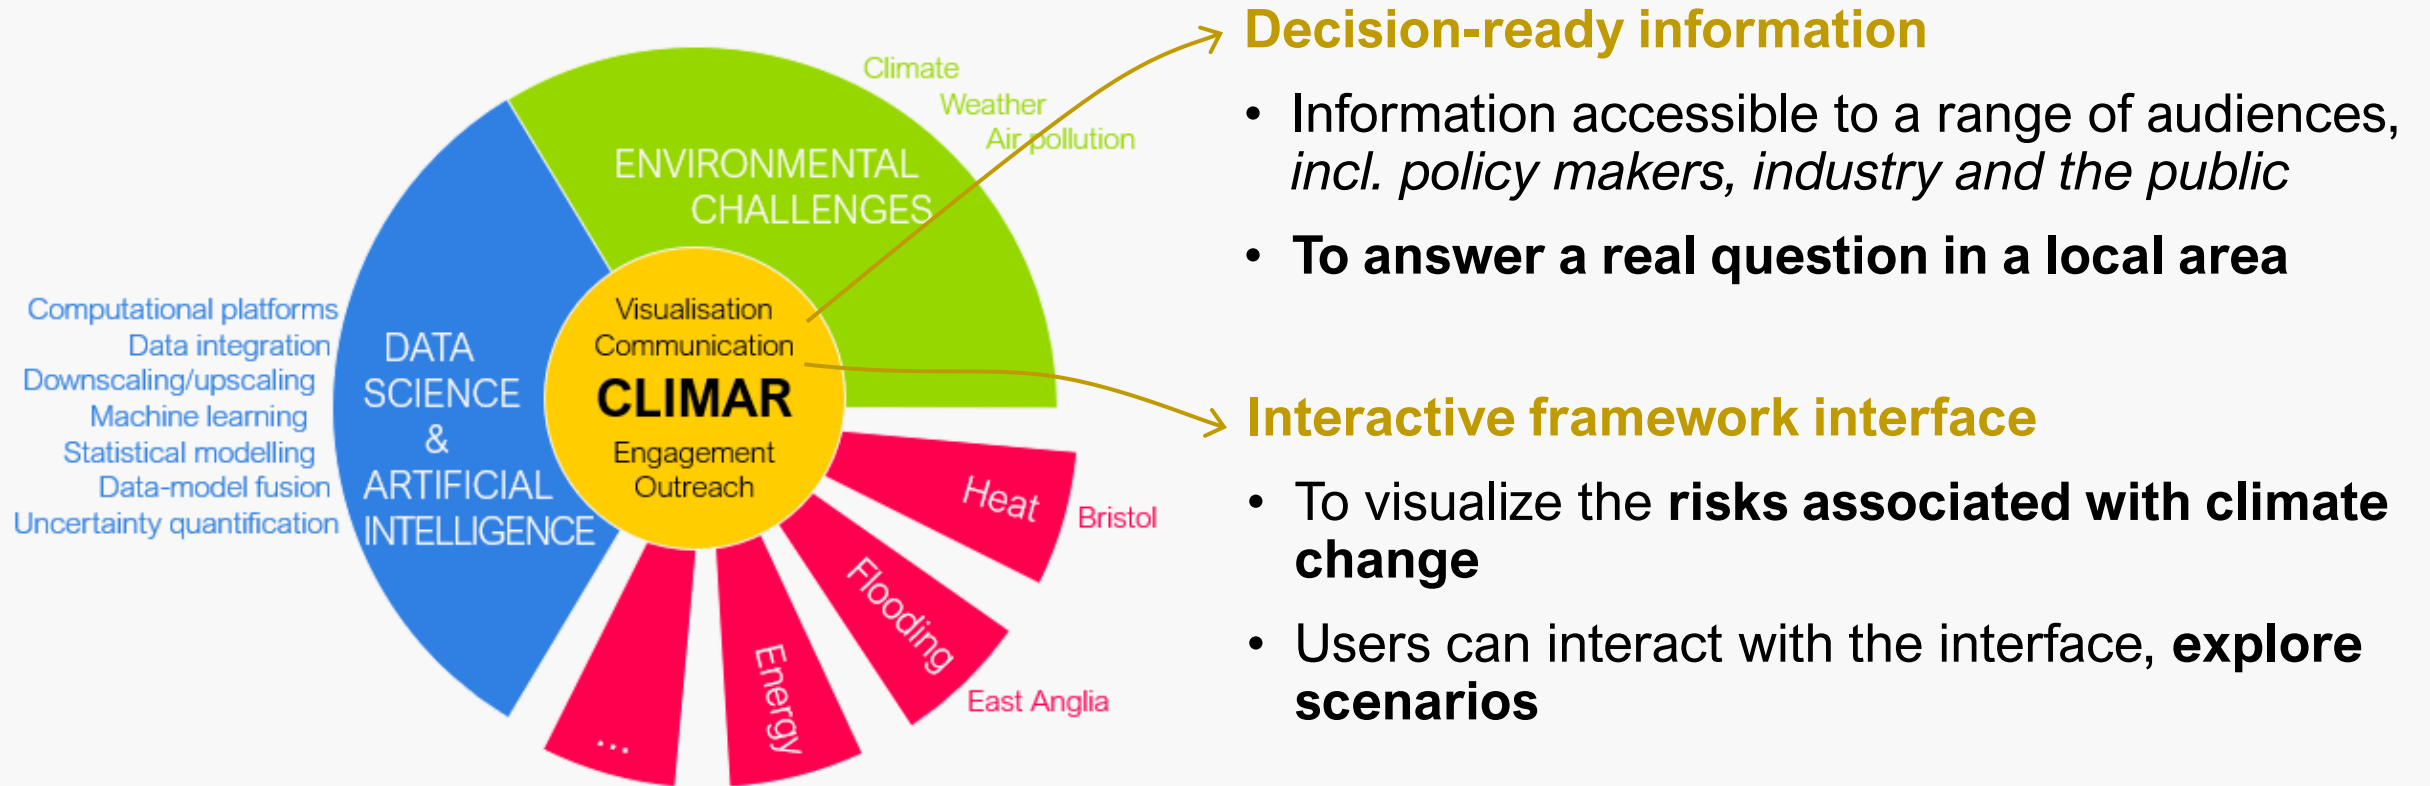 Climate
Weather
Air pollution
ENVIRONMENTAL
CHALLENGES
Computational platforms
Data integration
Downscaling/upscaling
Machine learning
Statistical modelling
Data-model fusion
Uncertainty quantification
DATA
SCIENCE
&
ARTIFICIAL
INTELLIGENCE
Visualisation
Communication
CLIMAR
Engagement
Outreach
Heat
Bristol
Flooding
East Anglia
Energy
...
Decision-ready information
• Information accessible to a range of audiences,
incl. policy makers, industry and the public
• To answer a real question in a local area
Interactive framework interface
• To visualize the risks associated with climate
change
• Users can interact with the interface, explore
scenarios